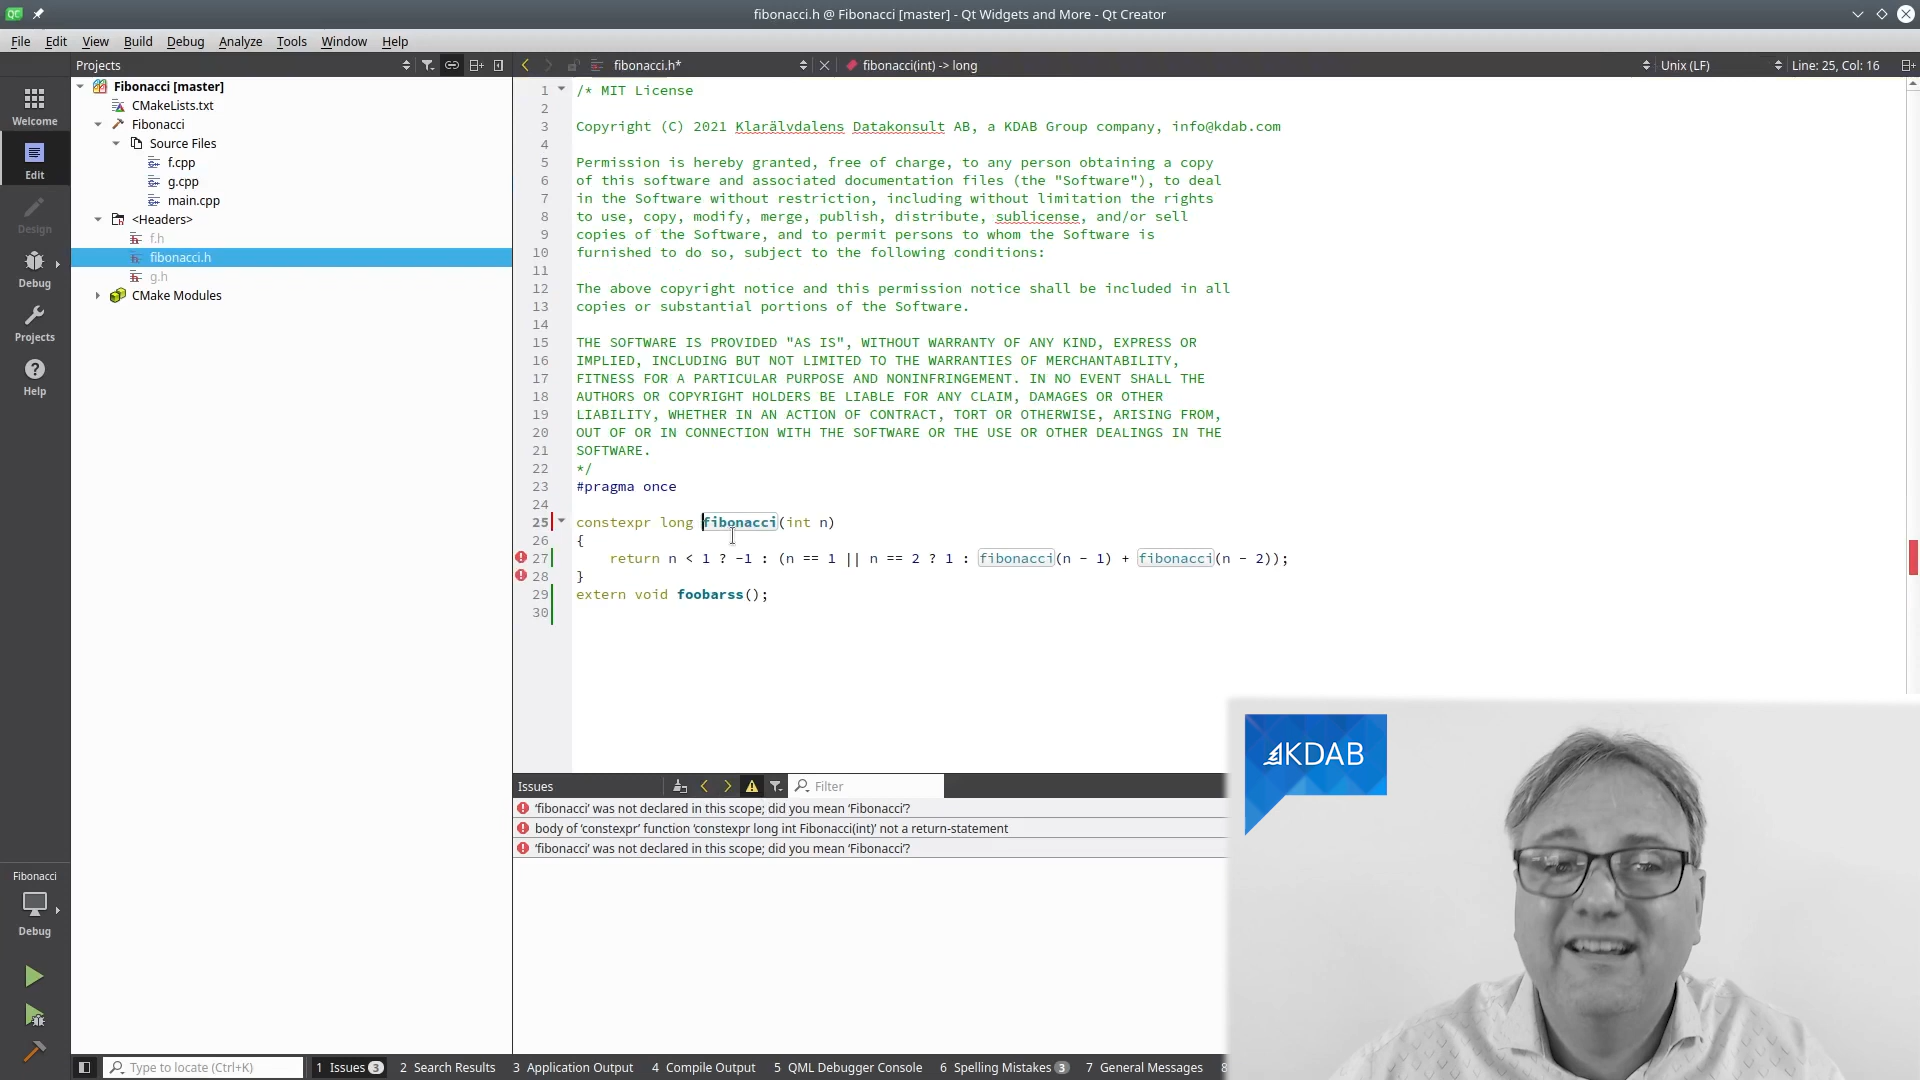 fibonacci.h @ Fibonacci [master] - Qt Widgets and More - Qt Creator
File Edit View Build Debug Analyze Tools Window Help
Projects
fibonacci.h*
fibonacci(int) -> long
Unix (LF)
Line: 25, Col: 16
Welcome
Edit
Design
Debug
Projects
Help
Fibonacci [master]
CMakeLists.txt
Fibonacci
Source Files
f.cpp
g.cpp
main.cpp
<Headers>
f.h
fibonacci.h
g.h
CMake Modules
1 /* MIT License
2
3 Copyright (C) 2021 Klarälvdalens Datakonsult AB, a KDAB Group company, info@kdab.com
4
5 Permission is hereby granted, free of charge, to any person obtaining a copy
6 of this software and associated documentation files (the "Software"), to deal
7 in the Software without restriction, including without limitation the rights
8 to use, copy, modify, merge, publish, distribute, sublicense, and/or sell
9 copies of the Software, and to permit persons to whom the Software is
10 furnished to do so, subject to the following conditions:
11
12 The above copyright notice and this permission notice shall be included in all
13 copies or substantial portions of the Software.
14
15 THE SOFTWARE IS PROVIDED "AS IS", WITHOUT WARRANTY OF ANY KIND, EXPRESS OR
16 IMPLIED, INCLUDING BUT NOT LIMITED TO THE WARRANTIES OF MERCHANTABILITY,
17 FITNESS FOR A PARTICULAR PURPOSE AND NONINFRINGEMENT. IN NO EVENT SHALL THE
18 AUTHORS OR COPYRIGHT HOLDERS BE LIABLE FOR ANY CLAIM, DAMAGES OR OTHER
19 LIABILITY, WHETHER IN AN ACTION OF CONTRACT, TORT OR OTHERWISE, ARISING FROM,
20 OUT OF OR IN CONNECTION WITH THE SOFTWARE OR THE USE OR OTHER DEALINGS IN THE
21 SOFTWARE.
22 */
23 #pragma once
24
25 constexpr long fibonacci(int n)
26 {
27 return n < 1 ? -1 : (n == 1 || n == 2 ? 1 : fibonacci(n - 1) + fibonacci(n - 2));
28 }
29 extern void foobarss();
30
Issues
Filter
‘fibonacci’ was not declared in this scope; did you mean ‘Fibonacci’?
body of ‘constexpr’ function ‘constexpr long int Fibonacci(int)’ not a return-statement
‘fibonacci’ was not declared in this scope; did you mean ‘Fibonacci’?
KDAB
Fibonacci
Debug
Type to locate (Ctrl+K)
1 Issues 3
2 Search Results
3 Application Output
4 Compile Output
5 QML Debugger Console
6 Spelling Mistakes 3
7 General Messages
8